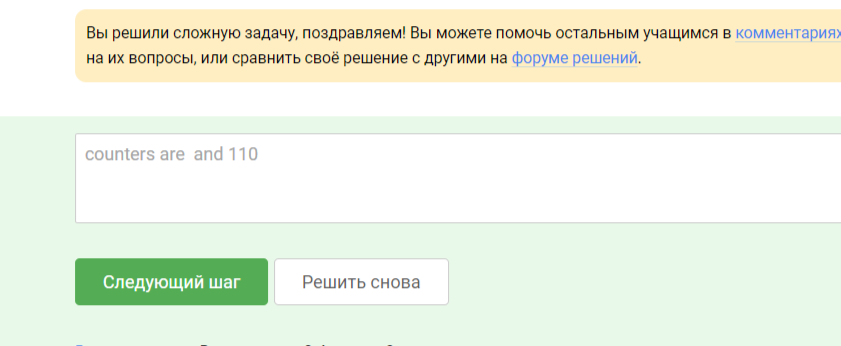 Вы решили сложную задачу, поздравляем! Вы можете помочь остальным учащимся в комментариях
на их вопросы, или сравнить своё решение с другими на форуме решений.
counters are  and 110
Следующий шаг
Решить снова